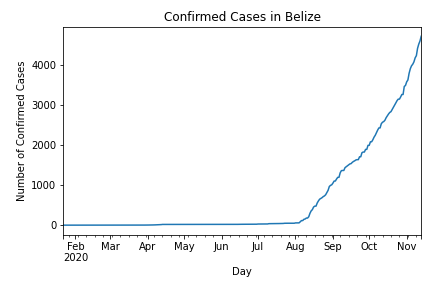 Confirmed Cases in Belize
Number of Confirmed Cases
4000
3000
2000
1000
0
Feb Mar Apr May Jun Jul Aug Sep Oct Nov
2020
Day